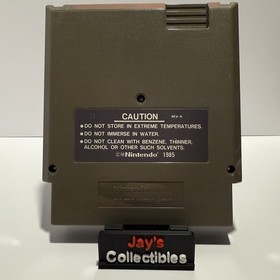 CAUTION REV-A
• DO NOT STORE IN EXTREME TEMPERATURES.
• DO NOT IMMERSE IN WATER.
• DO NOT CLEAN WITH BENZENE, THINNER,
ALCOHOL OR OTHER SUCH SOLVENTS.
©Nintendo 1985
Jay's
Collectibles